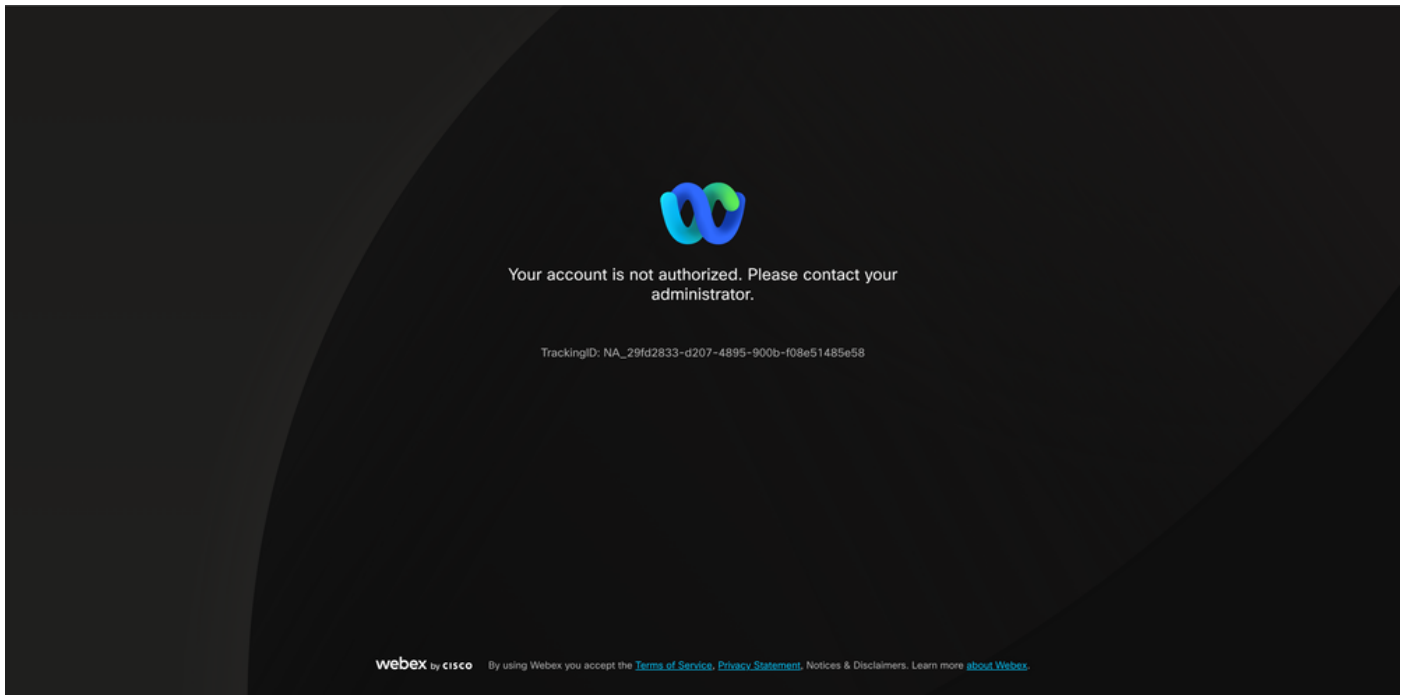 Your account is not authorized. Please contact your
administrator.
TrackingID: NA_29fd2833-d207-4895-900b-f08e51485e58
webex by CISCO By using Webex you accept the Terms of Service, Privacy Statement, Notices & Disclaimers. Learn more about Webex.